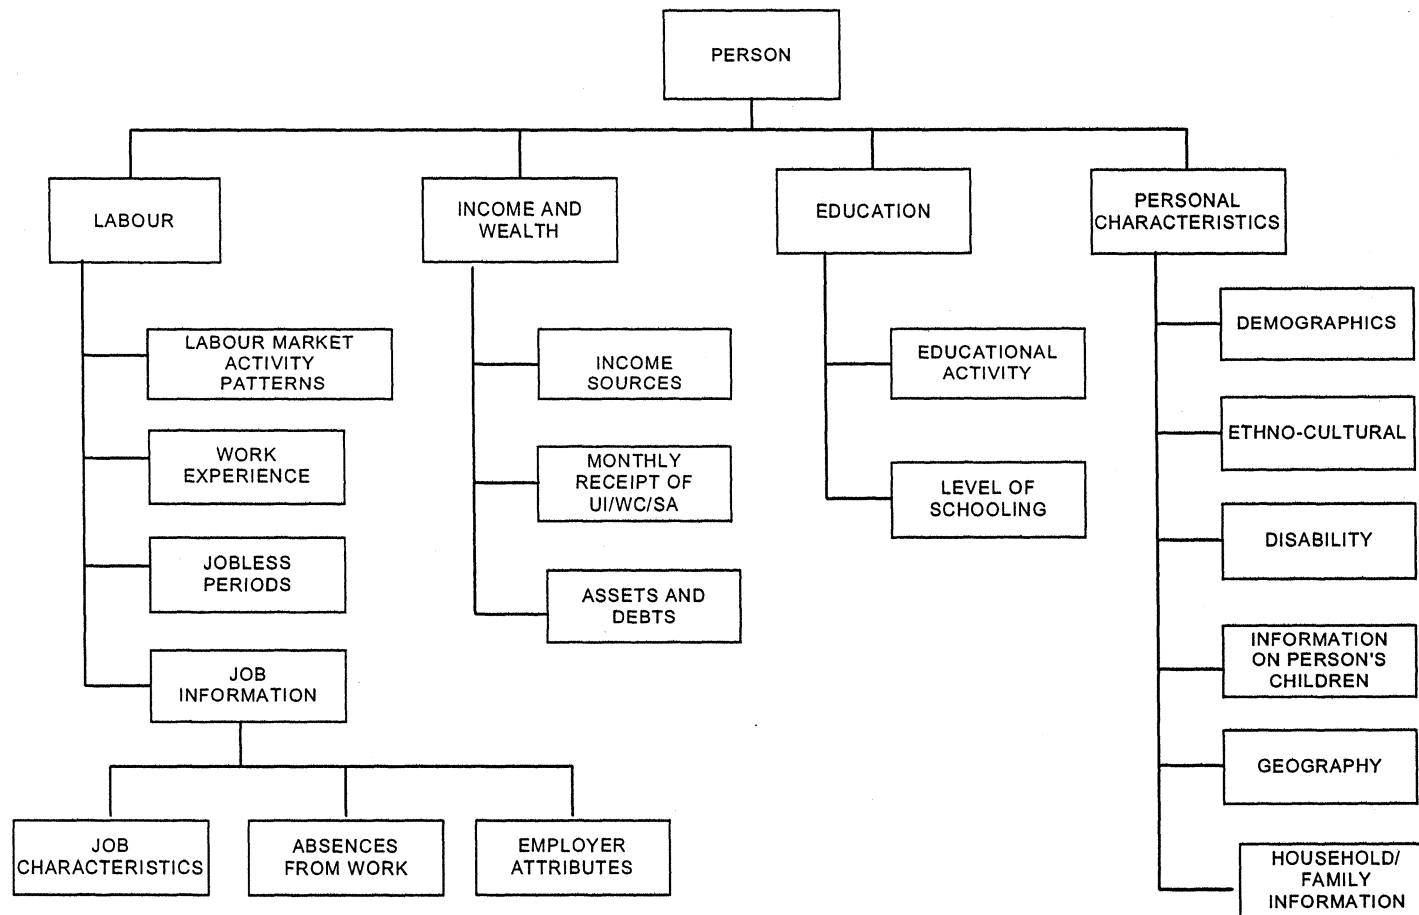 PERSON
LABOUR
INCOME AND
WEALTH
EDUCATION
PERSONAL
CHARACTERISTICS
LABOUR MARKET
ACTIVITY
PATTERNS
WORK
EXPERIENCE
JOBLESS
PERIODS
JOB
INFORMATION
JOB
CHARACTERISTICS
ABSENCES
FROM WORK
EMPLOYER
ATTRIBUTES
INCOME
SOURCES
MONTHLY
RECEIPT OF
UI/WC/SA
ASSETS AND
DEBTS
EDUCATIONAL
ACTIVITY
LEVEL OF
SCHOOLING
DEMOGRAPHICS
ETHNO-CULTURAL
DISABILITY
INFORMATION
ON PERSON'S
CHILDREN
GEOGRAPHY
HOUSEHOLD/
FAMILY
INFORMATION